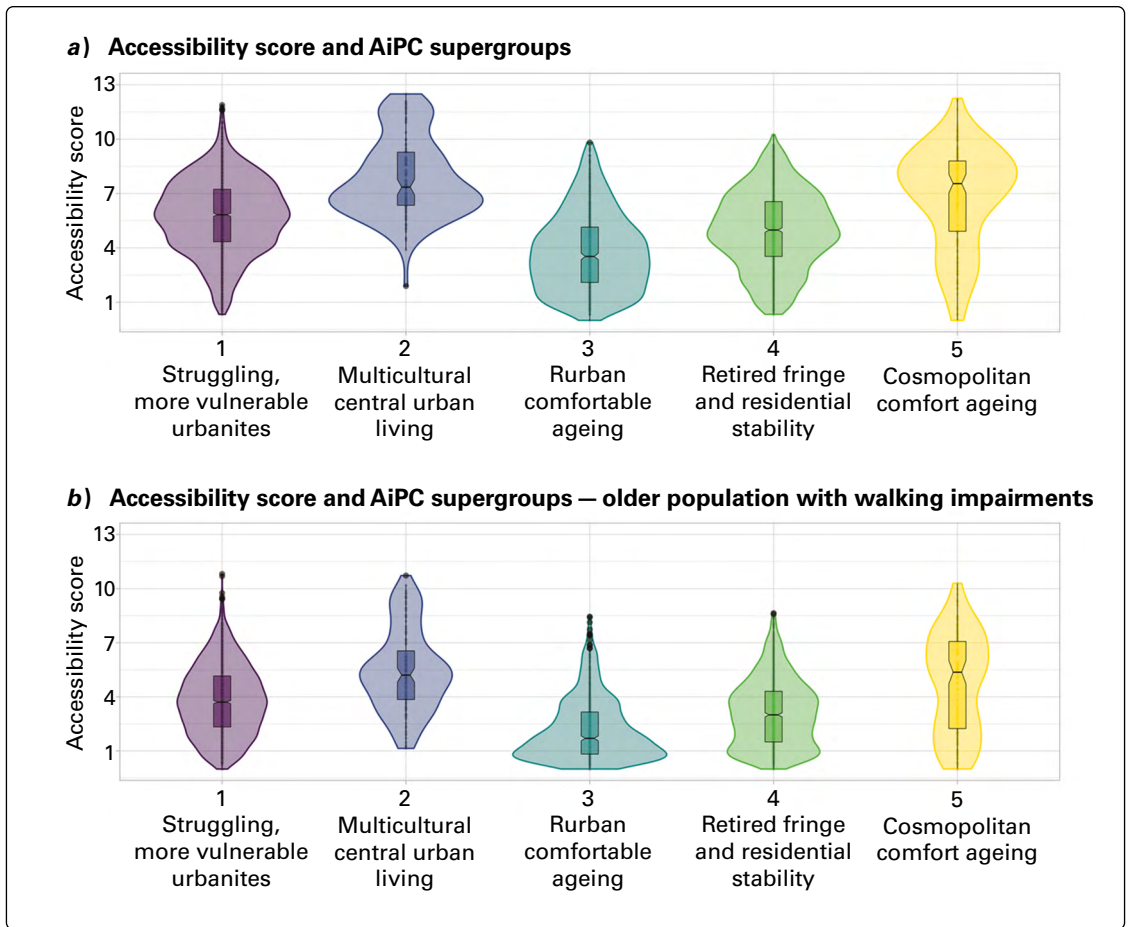 a) Accessibility score and AiPC supergroups
Accessibility score
13
10
7
4
1
1
2
3
4
5
Struggling,
more vulnerable
urbanites
Multicultural
central urban
living
Rurban
comfortable
ageing
Retired fringe
and residential
stability
Cosmopolitan
comfort ageing
b) Accessibility score and AiPC supergroups — older population with walking impairments
Accessibility score
13
10
7
4
1
1
2
3
4
5
Struggling,
more vulnerable
urbanites
Multicultural
central urban
living
Rurban
comfortable
ageing
Retired fringe
and residential
stability
Cosmopolitan
comfort ageing